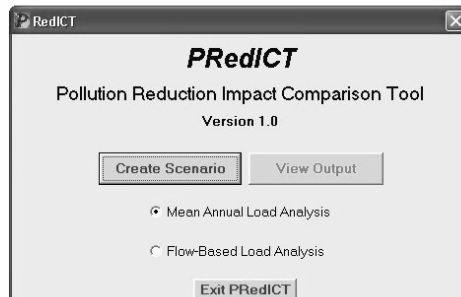 RedICT
PRedICT
Pollution Reduction Impact Comparison Tool
Version 1.0
Create Scenario View Output
Mean Annual Load Analysis
Flow-Based Load Analysis
Exit PRedICT